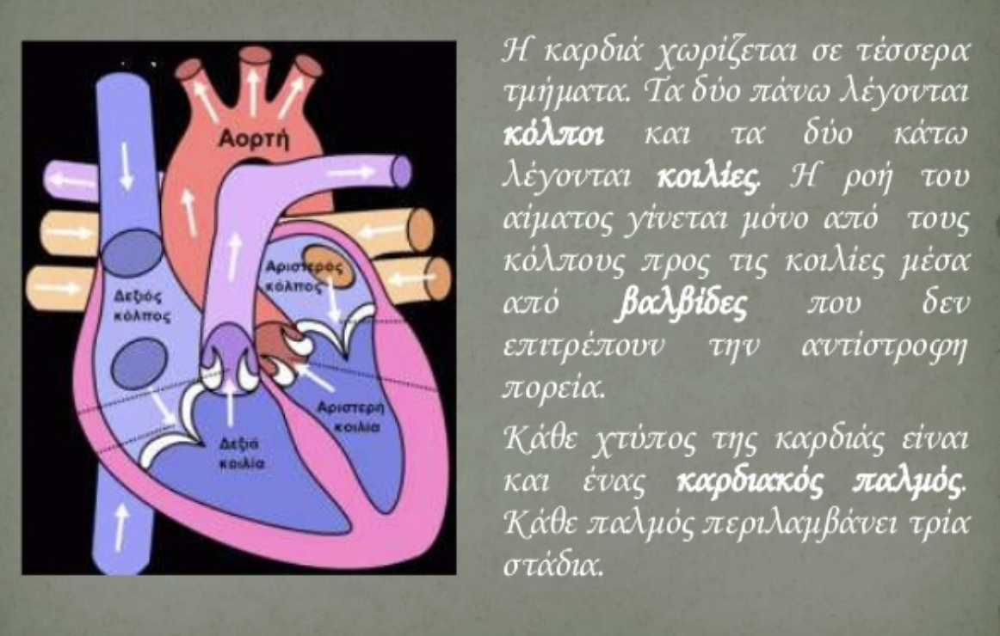 Αορτή
Αριστερός
κόλπος
Δεξιός
κόλπος
Αριστερή
κοιλία
Δεξιά
κοιλία
Η καρδιά χωρίζεται σε τέσσερα
τμήματα. Τα δύο πάνω λέγονται
κόλποι και τα δύο κάτω
λέγονται κοιλίες. Η ροή του
αίματος γίνεται μόνο από τους
κόλπους προς τις κοιλίες μέσα
από βαλβίδες που δεν
επιτρέπουν την αντίστροφη
πορεία.
Κάθε χτύπος της καρδιάς είναι
και ένας καρδιακός παλμός.
Κάθε παλμός περιλαμβάνει τρία
στάδια.